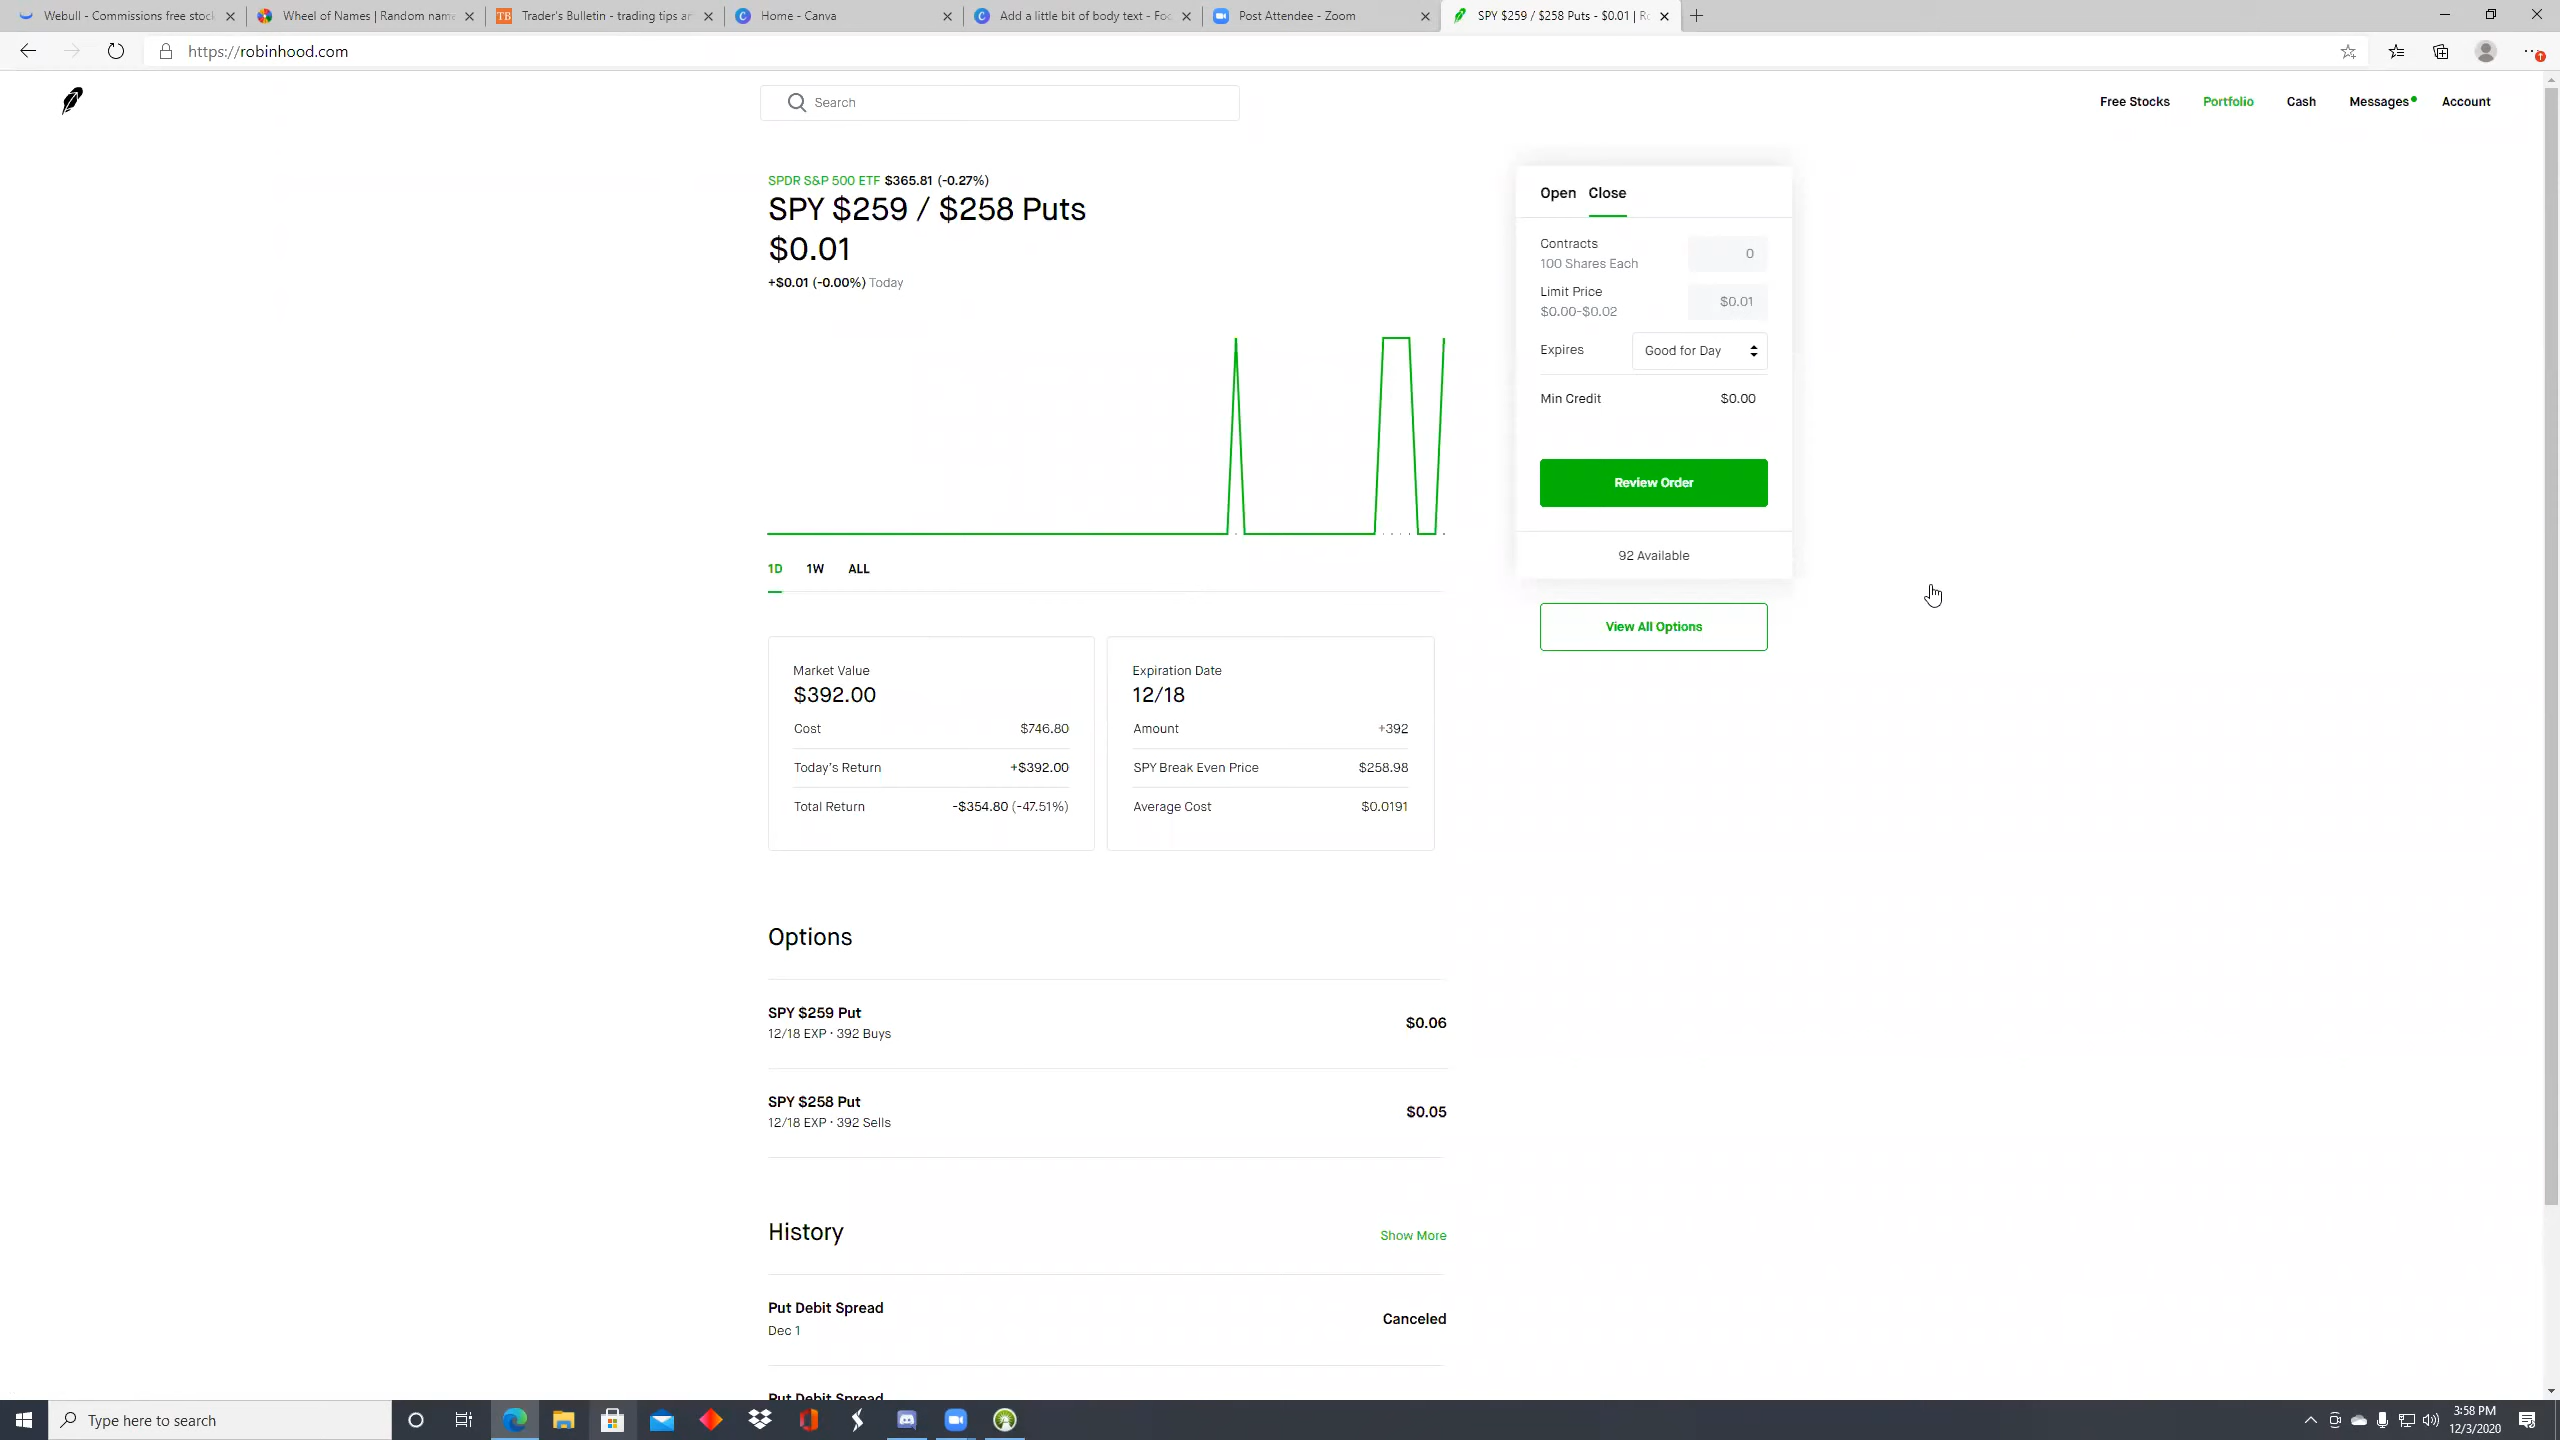 Webull - Commissions free stoc
Wheel of Names | Random name
TB
Trader's Bulletin - trading tips ar
Home - Canva
Add a little bit of body text - Foc
Post Attendee - Zoom
SPY $259 / $258 Puts - $0.01 | Ro
https://robinhood.com
Search
Free Stocks
Portfolio
Cash
Messages
Account
SPDR S&P 500 ETF $365.81 (-0.27%)
SPY $259 / $258 Puts
$0.01
+$0.01 (-0.00%) Today
Open Close
Contracts
0
100 Shares Each
Limit Price
$0.01
$0.00-$0.02
Expires
Good for Day
Min Credit
$0.00
Review Order
92 Available
View All Options
1D 1W ALL
Market Value
$392.00
Cost $746.80
Today's Return +$392.00
Total Return -$354.80 (-47.51%)
Expiration Date
12/18
Amount +392
SPY Break Even Price $258.98
Average Cost $0.0191
Options
SPY $259 Put
12/18 EXP · 392 Buys
$0.06
SPY $258 Put
12/18 EXP · 392 Sells
$0.05
History
Show More
Put Debit Spread
Dec 1
Canceled
Put Debit Spread
Type here to search
3:58 PM
12/3/2020